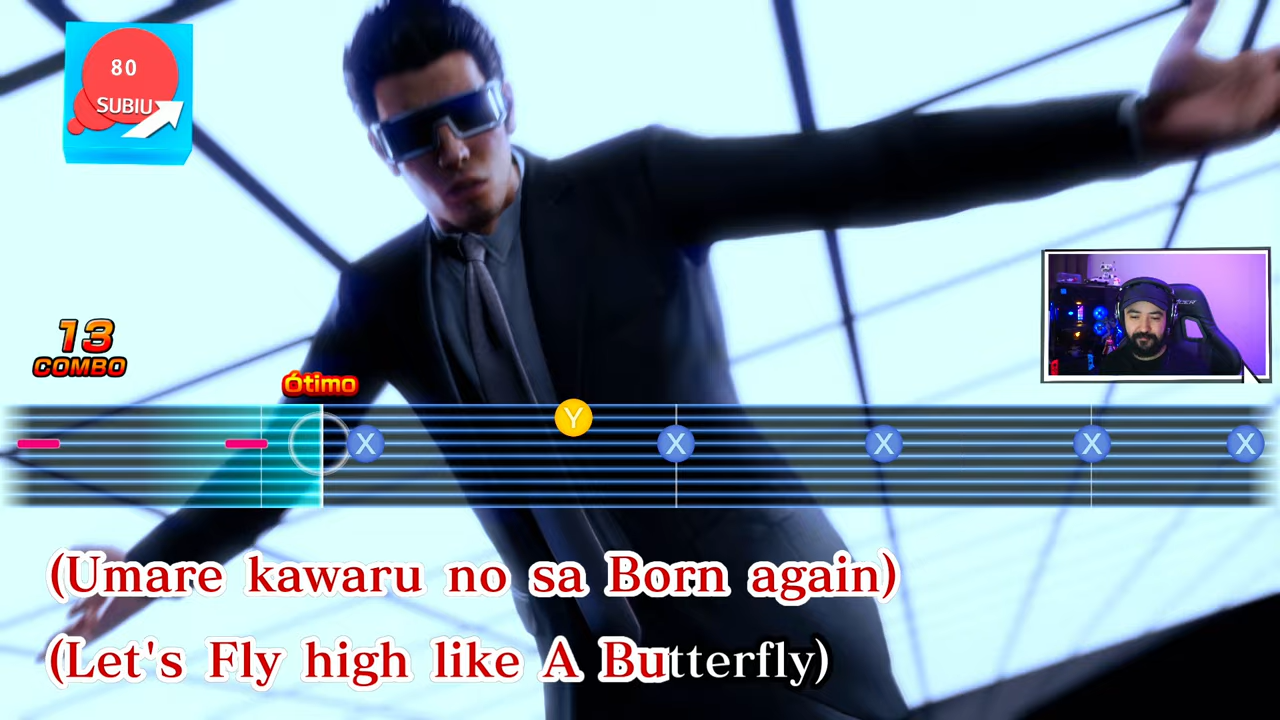 80
SUBIU
13
COMBO
Ótimo
Y
X X X X X
(Umare kawaru no sa Born again)
(Let's Fly high like A Butterfly)